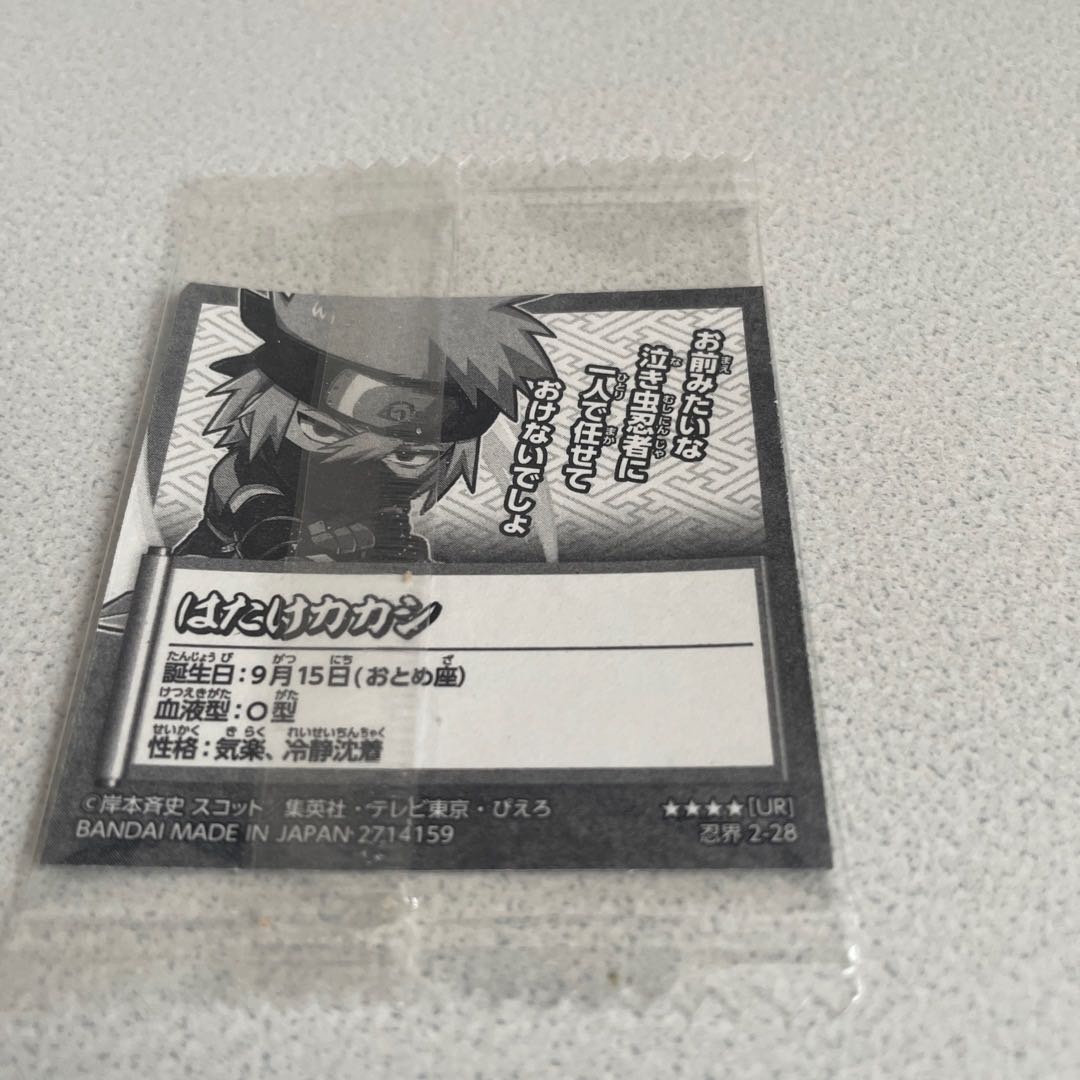 お前みたいな
泣き虫忍者に
一人で任せて
おけないでしょ
はたけカカシ
誕生日:9月15日(おとめ座)
血液型:O型
性格:気楽、冷静沈着
©岸本斉史 スコット 集英社・テレビ東京・ぴえろ
★★★★[UR]
BANDAI MADE IN JAPAN 2714159
忍界 2-28